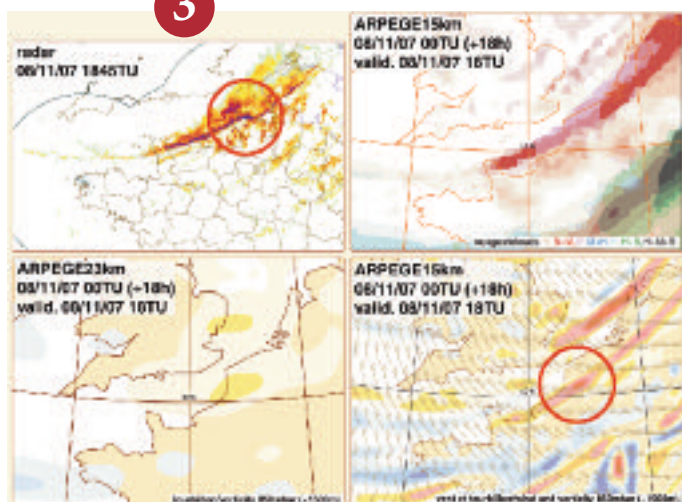 3
radar
08/11/07 1845TU
ARPEGE15km
08/11/07 00TU (+18h)
valid. 08/11/07 18TU
ARPEGE23km
08/11/07 00TU (+18h)
valid. 08/11/07 18TU
ARPEGE15km
08/11/07 00TU (+18h)
valid. 08/11/07 18TU